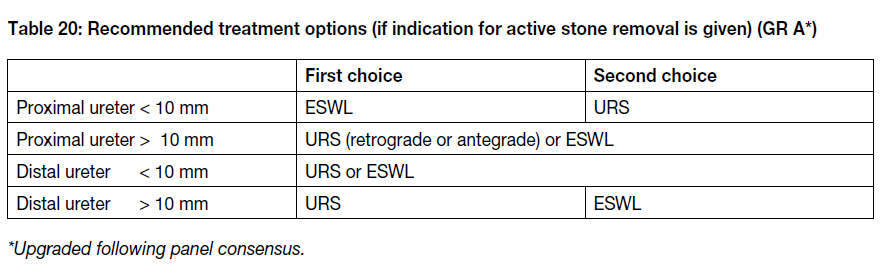 Table 20: Recommended treatment options (if indication for active stone removal is given) (GR A*)
First choice Second choice
Proximal ureter < 10 mm ESWL URS
Proximal ureter > 10 mm URS (retrograde or antegrade) or ESWL
Distal ureter < 10 mm URS or ESWL
Distal ureter > 10 mm URS ESWL
*Upgraded following panel consensus.